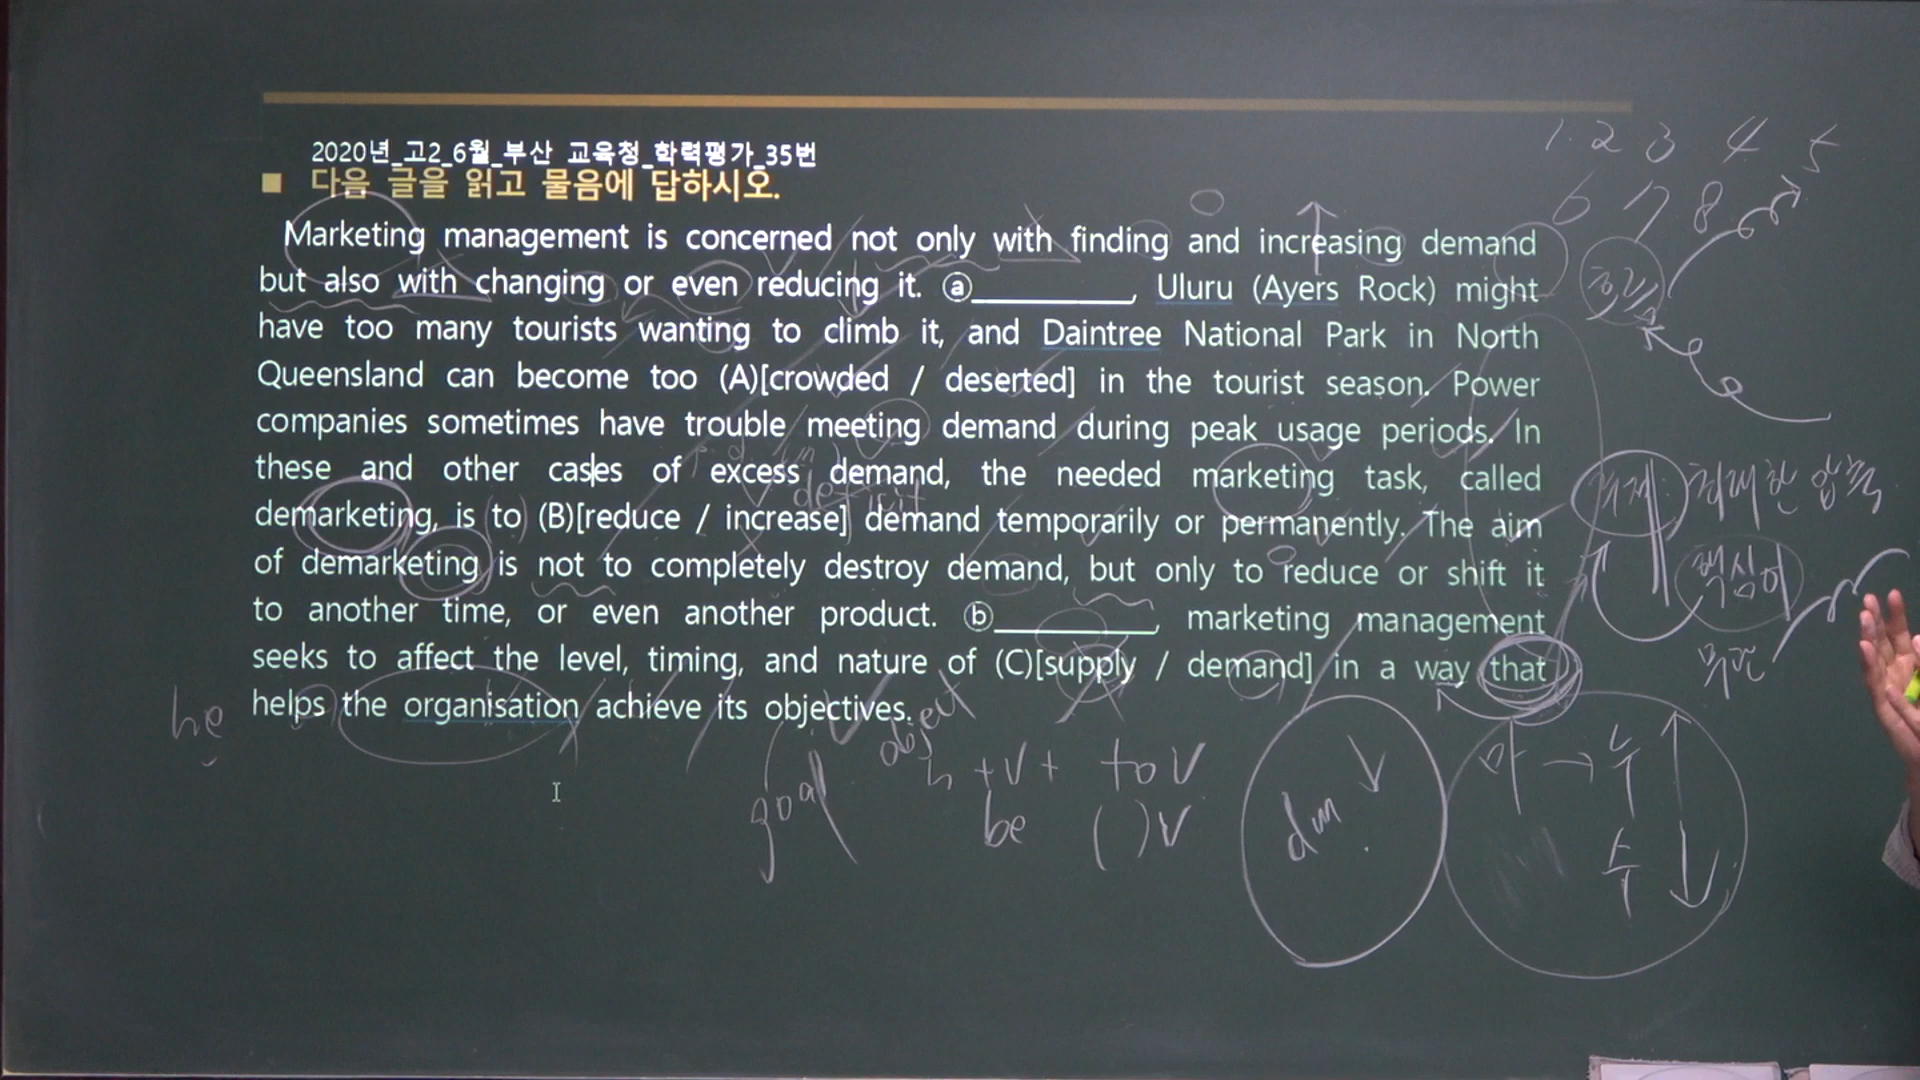 2020년_고2_6월_부산 교육청_학력평가_35번
■ 다음 글을 읽고 물음에 답하시오.
Marketing management is concerned not only with finding and increasing demand
but also with changing or even reducing it. ⓐ____________, Uluru (Ayers Rock) might
have too many tourists wanting to climb it, and Daintree National Park in North
Queensland can become too (A)[crowded / deserted] in the tourist season. Power
companies sometimes have trouble meeting demand during peak usage periods. In
these and other cases of excess demand, the needed marketing task, called
demarketing, is to (B)[reduce / increase] demand temporarily or permanently. The aim
of demarketing is not to completely destroy demand, but only to reduce or shift it
to another time, or even another product. ⓑ____________, marketing management
seeks to affect the level, timing, and nature of (C)[supply / demand] in a way that
helps the organisation achieve its objectives.
1 2 3 4 5
6 7 8
deficit
핵심어
he
object
goal
+V+ to V
be ( ) V
dm ↓